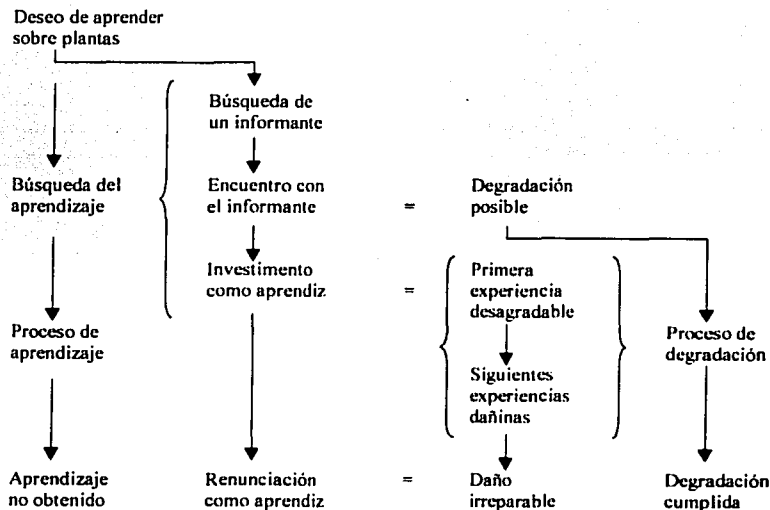 Deseo de aprender
sobre plantas
Búsqueda de
un informante
Búsqueda del
aprendizaje
Encuentro con
el informante
=
Degradación
posible
Investimento
como aprendiz
=
Primera
experiencia
desagradable
Proceso de
aprendizaje
Proceso de
degradación
Siguientes
experiencias
dañinas
Aprendizaje
no obtenido
Renunciación
como aprendiz
=
Daño
irreparable
Degradación
cumplida